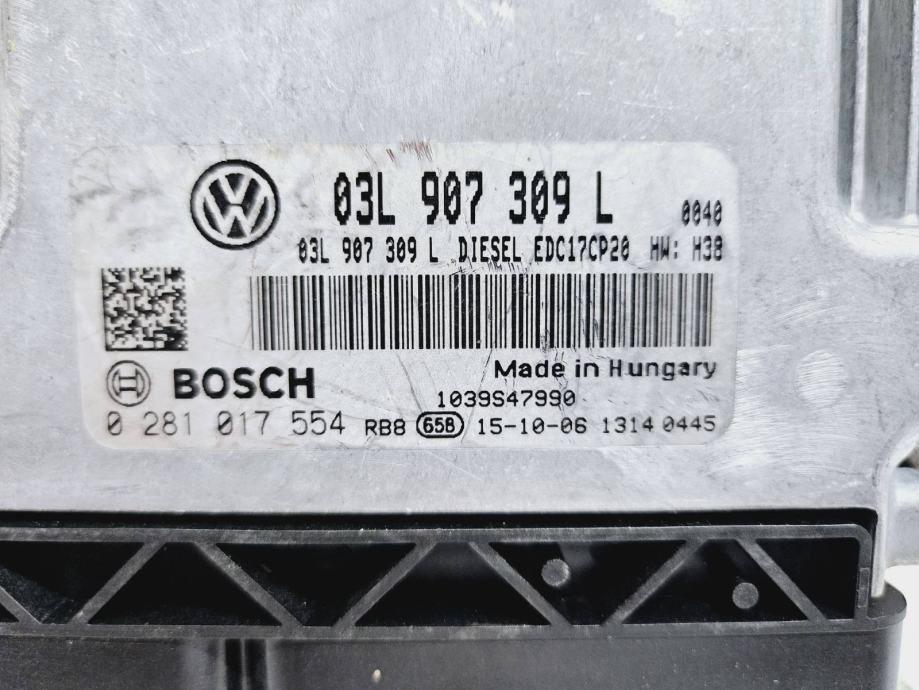 03L 907 309 L 0040
03L 907 309 L DIESEL EDC17CP20 HW: H38
Made in Hungary
BOSCH 1039S47990
0 281 017 554 RB8 658 15-10-06 1314 0445